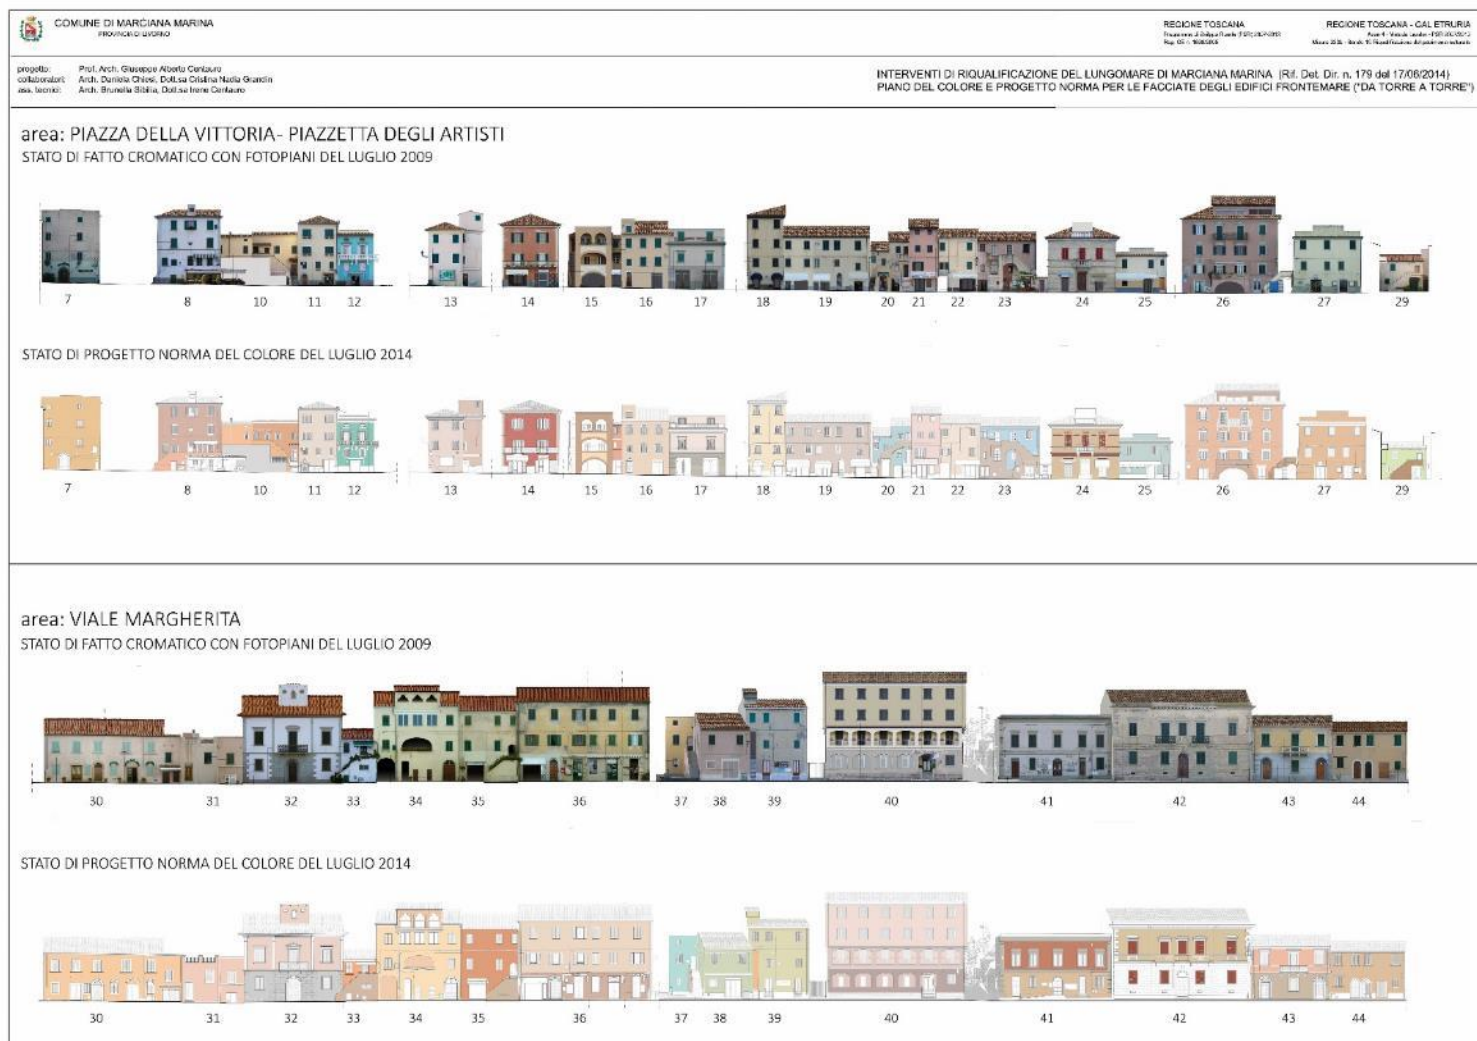 COMUNE DI MARCIANA MARINA
PROVINCIA DI LIVORNO
REGIONE TOSCANA
REGIONE TOSCANA - GAL ETRURIA
progetto: Prof. Arch. Giuseppe Alberto Centauro
collaboratori: Arch. Daniela Chiesi, Dott.sa Cristina Nadia Grandin
ass. tecnici: Arch. Brunella Sibilia, Dott.sa Irene Centauro
INTERVENTI DI RIQUALIFICAZIONE DEL LUNGOMARE DI MARCIANA MARINA (Rif. Det. Dir. n. 179 del 17/06/2014)
PIANO DEL COLORE E PROGETTO NORMA PER LE FACCIATE DEGLI EDIFICI FRONTEMARE ("DA TORRE A TORRE")
area: PIAZZA DELLA VITTORIA- PIAZZETTA DEGLI ARTISTI
STATO DI FATTO CROMATICO CON FOTOPIANI DEL LUGLIO 2009
7 8 10 11 12 13 14 15 16 17 18 19 20 21 22 23 24 25 26 27 29
STATO DI PROGETTO NORMA DEL COLORE DEL LUGLIO 2014
7 8 10 11 12 13 14 15 16 17 18 19 20 21 22 23 24 25 26 27 29
area: VIALE MARGHERITA
STATO DI FATTO CROMATICO CON FOTOPIANI DEL LUGLIO 2009
30 31 32 33 34 35 36 37 38 39 40 41 42 43 44
STATO DI PROGETTO NORMA DEL COLORE DEL LUGLIO 2014
30 31 32 33 34 35 36 37 38 39 40 41 42 43 44